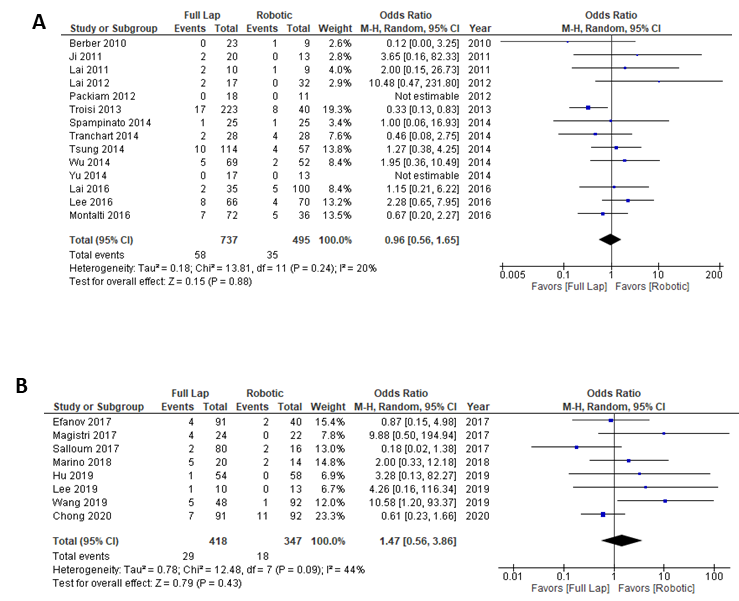 A
Full Lap Robotic Odds Ratio Odds Ratio
Study or Subgroup Events Total Events Total Weight M-H, Random, 95% CI Year M-H, Random, 95% CI
Berber 2010 0 23 1 9 2.6% 0.12 [0.00, 3.25] 2010
Ji 2011 2 20 0 13 2.8% 3.65 [0.16, 82.33] 2011
Lai 2011 2 10 1 9 4.0% 2.00 [0.15, 26.73] 2011
Lai 2012 2 17 0 32 2.9% 10.48 [0.47, 231.80] 2012
Packiam 2012 0 18 0 11 Not estimable 2012
Troisi 2013 17 223 8 40 19.3% 0.33 [0.13, 0.83] 2013
Spampinato 2014 1 25 1 25 3.6% 1.00 [0.06, 16.93] 2014
Tranchart 2014 2 28 4 28 7.6% 0.46 [0.08, 2.75] 2014
Tsung 2014 10 114 4 57 13.8% 1.27 [0.38, 4.25] 2014
Wu 2014 5 69 2 52 8.4% 1.95 [0.36, 10.49] 2014
Yu 2014 0 17 0 13 Not estimable 2014
Lai 2016 2 35 5 100 8.4% 1.15 [0.21, 6.22] 2016
Lee 2016 8 66 4 70 13.2% 2.28 [0.65, 7.95] 2016
Montalti 2016 7 72 5 36 13.5% 0.67 [0.20, 2.27] 2016
Total (95% CI) 737 495 100.0% 0.96 [0.56, 1.65]
Total events 58 35
Heterogeneity: Tau² = 0.18; Chi² = 13.81, df = 11 (P = 0.24); I² = 20%
Test for overall effect: Z = 0.15 (P = 0.88)
0.005 0.1 1 10 200
Favors [Full Lap] Favors [Robotic]
B
Full Lap Robotic Odds Ratio Odds Ratio
Study or Subgroup Events Total Events Total Weight M-H, Random, 95% CI Year M-H, Random, 95% CI
Efanov 2017 4 91 2 40 15.4% 0.87 [0.15, 4.98] 2017
Magistri 2017 4 24 0 22 7.8% 9.88 [0.50, 194.94] 2017
Salloum 2017 2 80 2 16 13.0% 0.18 [0.02, 1.38] 2017
Marino 2018 5 20 2 14 14.9% 2.00 [0.33, 12.18] 2018
Hu 2019 1 54 0 58 7.1% 3.28 [0.13, 82.27] 2019
Lee 2019 1 10 0 13 6.6% 4.26 [0.16, 116.34] 2019
Wang 2019 5 48 1 92 12.0% 10.58 [1.20, 93.37] 2019
Chong 2020 7 91 11 92 23.3% 0.61 [0.23, 1.66] 2020
Total (95% CI) 418 347 100.0% 1.47 [0.56, 3.86]
Total events 29 18
Heterogeneity: Tau² = 0.78; Chi² = 12.48, df = 7 (P = 0.09); I² = 44%
Test for overall effect: Z = 0.79 (P = 0.43)
0.01 0.1 1 10 100
Favors [Full Lap] Favors [Robotic]